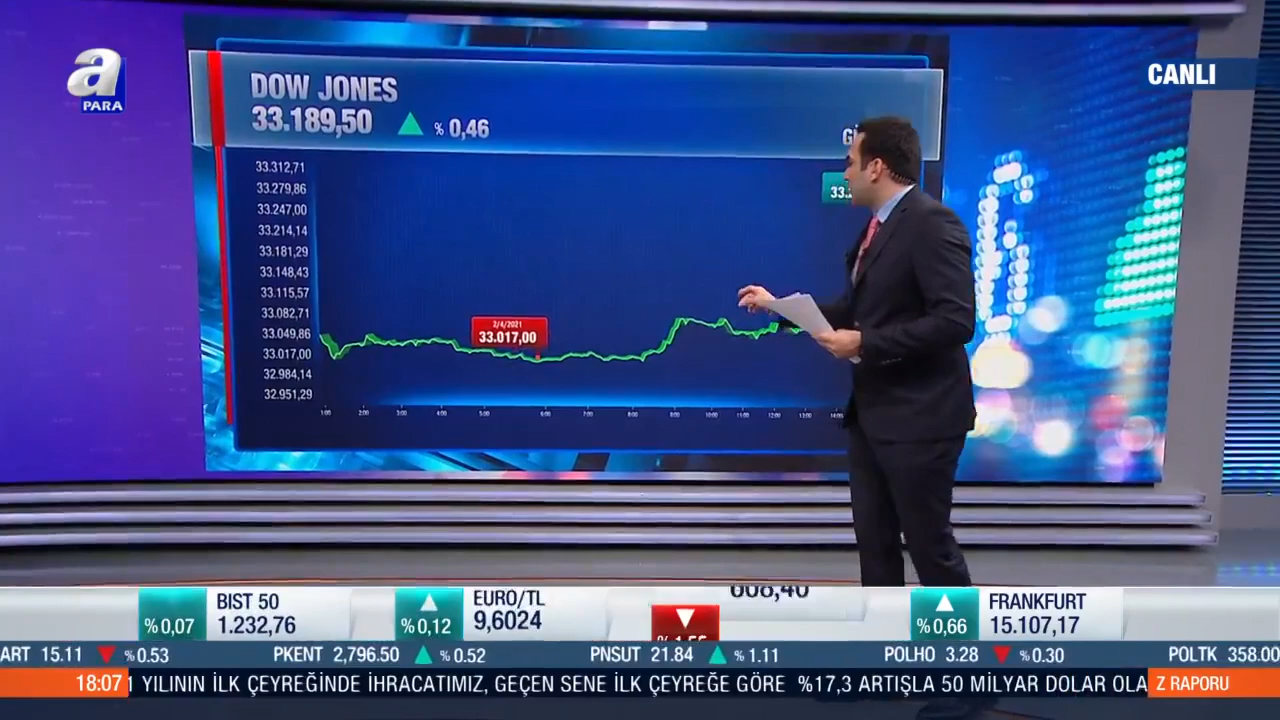 a
PARA
CANLI
DOW JONES
33.189,50
% 0,46
33.312,71
33.279,86
33.247,00
33.214,14
33.181,29
33.148,43
33.115,57
33.082,71
33.049,86
33.017,00
32.984,14
32.951,29
2/4/2021
33.017,00
1:00 2:00 3:00 4:00 5:00 6:00 7:00 8:00 9:00 10:00 11:00 12:00 13:00
% 0,07 BIST 50 1.232,76
% 0,12 EURO/TL 9,6024
% 0,66 FRANKFURT 15.107,17
ART 15.11 %0.53 PKENT 2,796.50 % 0.52 PNSUT 21.84 % 1.11 POLHO 3.28 %0.30 POLTK 358.00
18:07 1 YILININ İLK ÇEYREĞİNDE İHRACATIMIZ, GEÇEN SENE İLK ÇEYREĞE GÖRE %17,3 ARTIŞLA 50 MİLYAR DOLAR OLA Z RAPORU